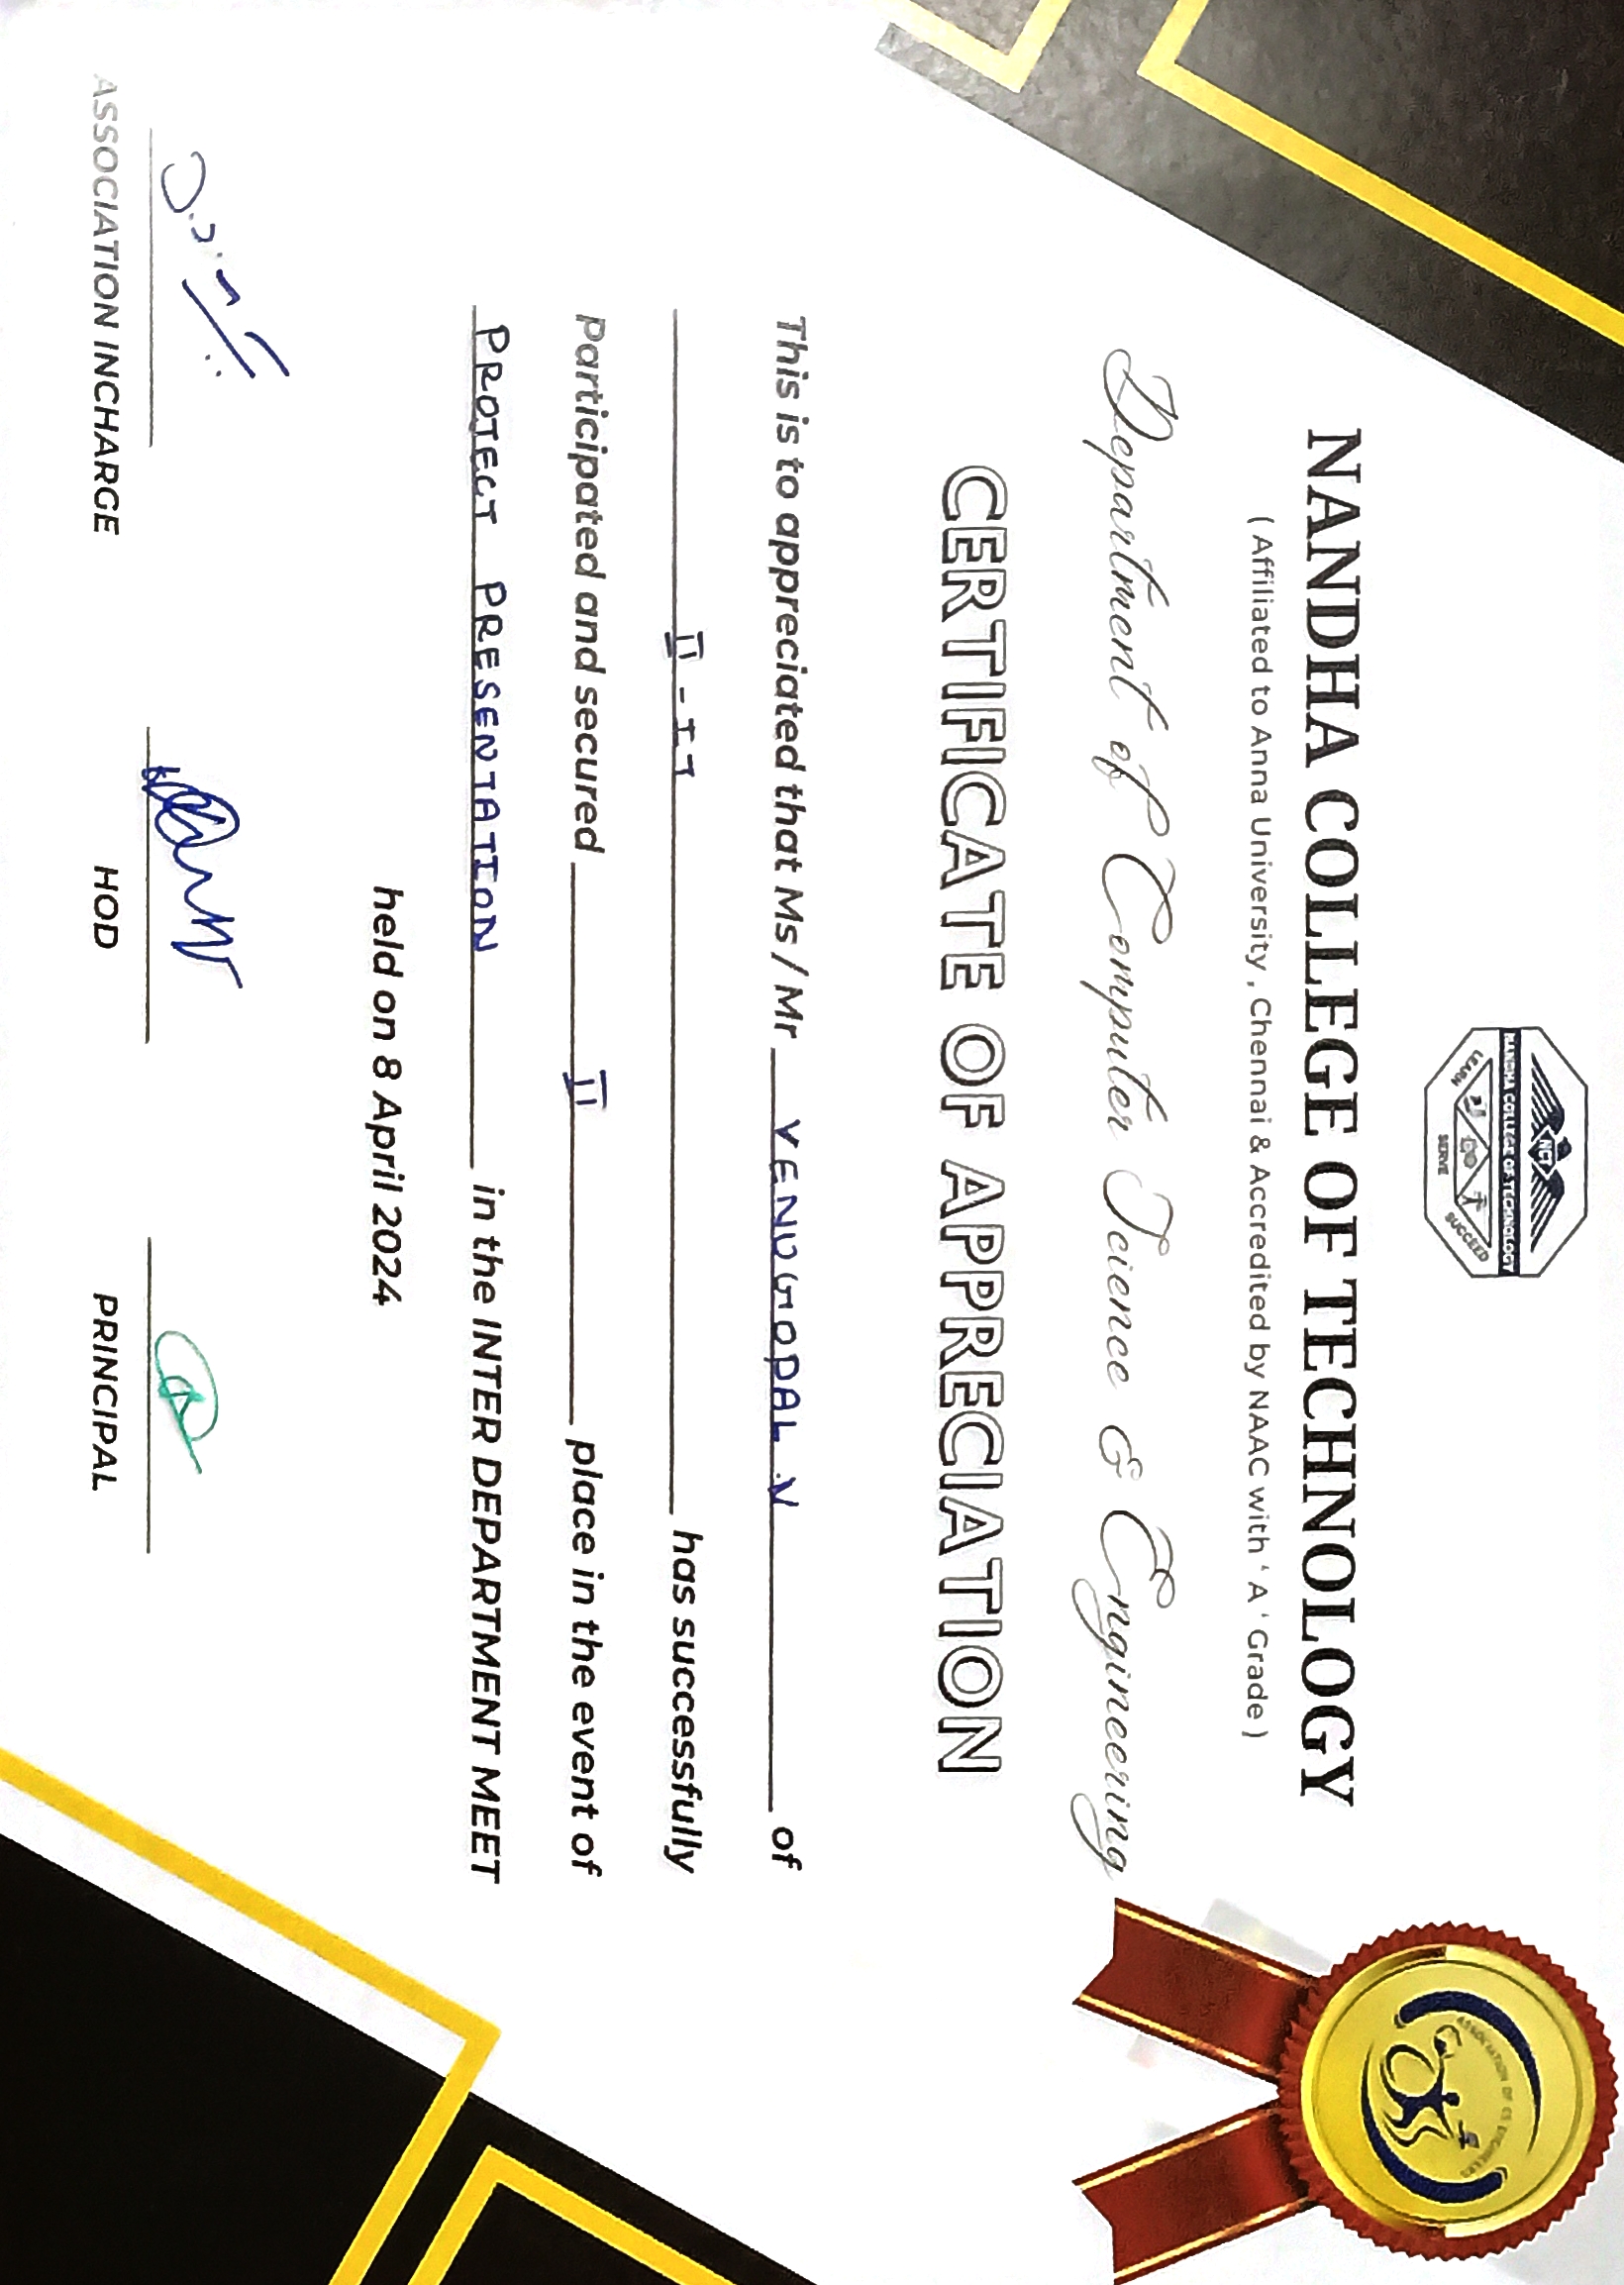 NCT
NANDHA COLLEGE OF TECHNOLOGY
LEARN
SERVE
SUCCEED
ASSOCIATION OF CS ENGINEERS
NANDHA COLLEGE OF TECHNOLOGY
( Affiliated to Anna University , Chennai & Accredited by NAAC with ‘ A ‘ Grade )
Department of Computer Science & Engineering
CERTIFICATE OF APPRECIATION
This is to appreciated that Ms / Mr VENUGOPAL .V of
II - IT has successfully
Participated and secured II place in the event of
PROJECT PRESENTATION in the INTER DEPARTMENT MEET
held on 8 April 2024
ASSOCIATION INCHARGE HOD PRINCIPAL